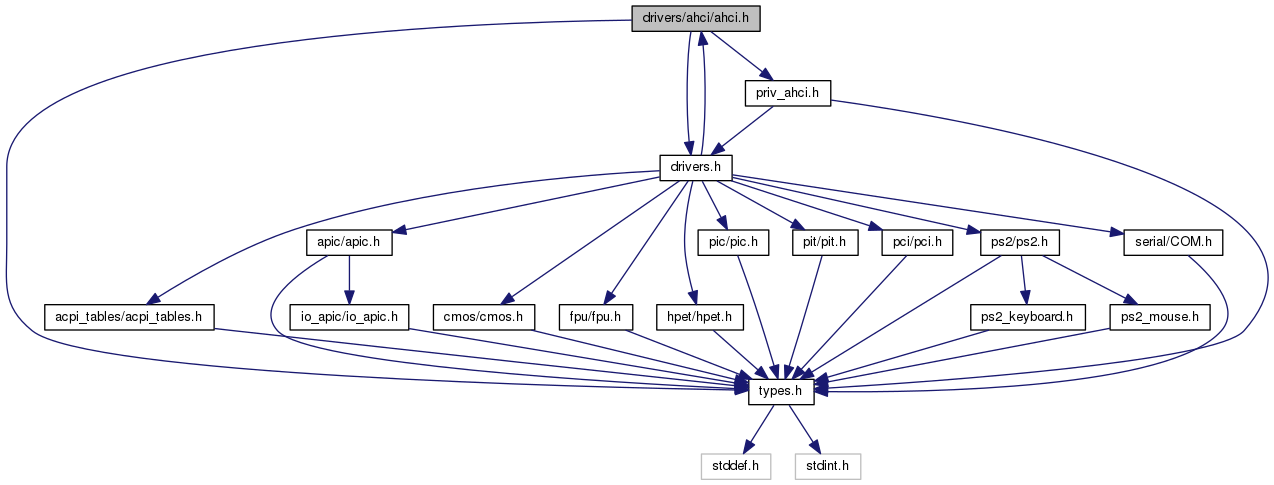 drivers/ahci/ahci.h
priv_ahci.h
drivers.h
apic/apic.h
pic/pic.h
pit/pit.h
pci/pci.h
ps2/ps2.h
serial/COM.h
acpi_tables/acpi_tables.h
io_apic/io_apic.h
cmos/cmos.h
fpu/fpu.h
hpet/hpet.h
ps2_keyboard.h
ps2_mouse.h
types.h
stddef.h
stdint.h